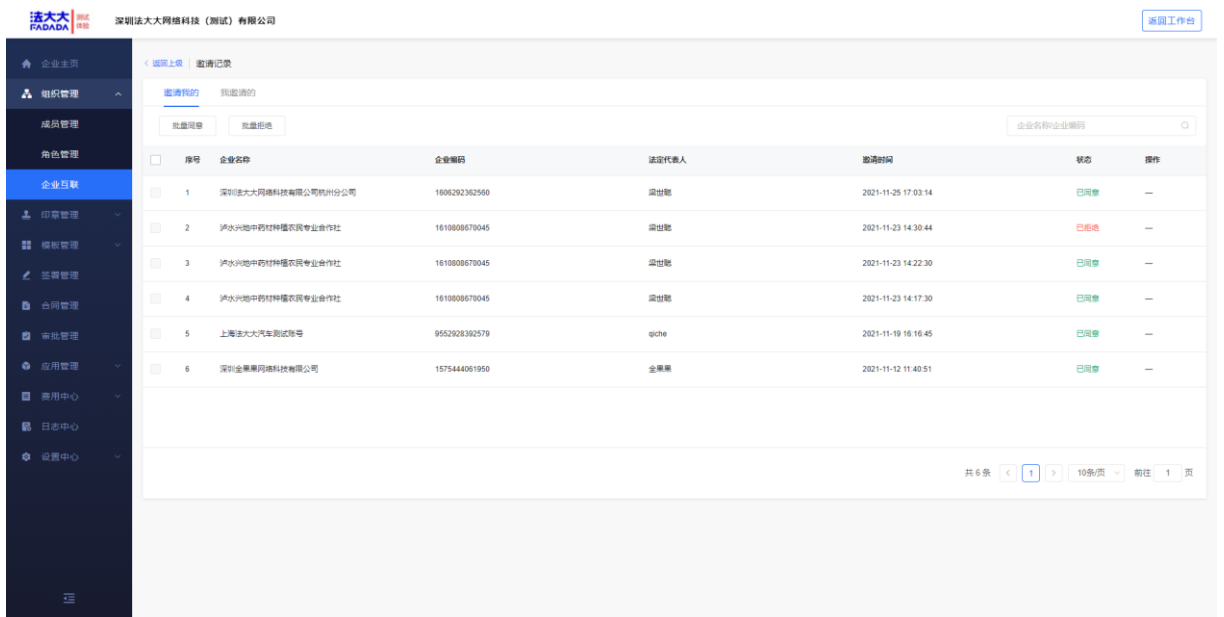 法大大 测试
FADADA 体验
深圳法大大网络科技（测试）有限公司
返回工作台
企业主页
组织管理
成员管理
角色管理
企业互联
印章管理
模板管理
签署管理
合同管理
审批管理
应用管理
费用中心
日志中心
设置中心
< 返回上级 | 邀请记录
邀请我的 我邀请的
批量同意 批量拒绝 企业名称/企业编码
序号 企业名称 企业编码 法定代表人 邀请时间 状态 操作
1 深圳法大大网络科技有限公司杭州分公司 1606292362560 梁世聪 2021-11-25 17:03:14 已同意 —
2 泸水兴地中药材种植农民专业合作社 1610808670045 梁世聪 2021-11-23 14:30:44 已拒绝 —
3 泸水兴地中药材种植农民专业合作社 1610808670045 梁世聪 2021-11-23 14:22:30 已同意 —
4 泸水兴地中药材种植农民专业合作社 1610808670045 梁世聪 2021-11-23 14:17:30 已同意 —
5 上海法大大汽车测试账号 9552928392579 qiche 2021-11-19 16:16:45 已同意 —
6 深圳金果果网络科技有限公司 1575444061950 金果果 2021-11-12 11:40:51 已同意 —
共 6 条 < 1 > 10条/页 前往 1 页